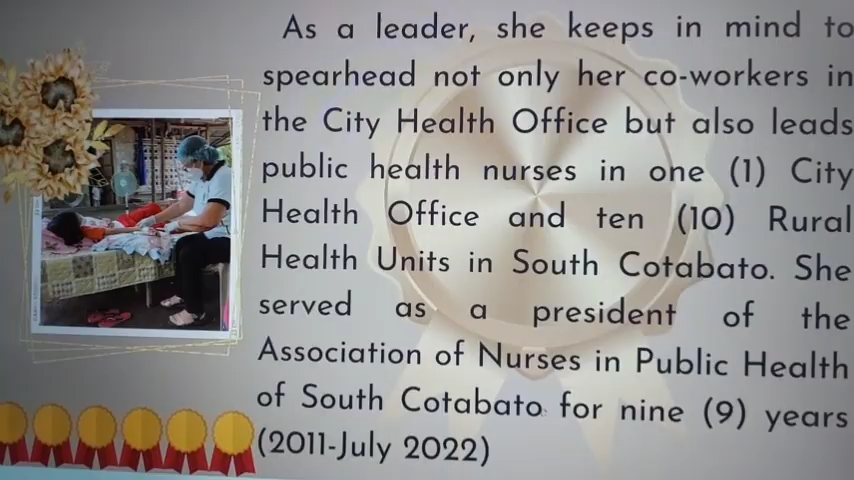 As a leader, she keeps in mind to
spearhead not only her co-workers in
the City Health Office but also leads
public health nurses in one (1) City
Health Office and ten (10) Rural
Health Units in South Cotabato. She
served as a president of the
Association of Nurses in Public Health
of South Cotabato for nine (9) years
(2011-July 2022)